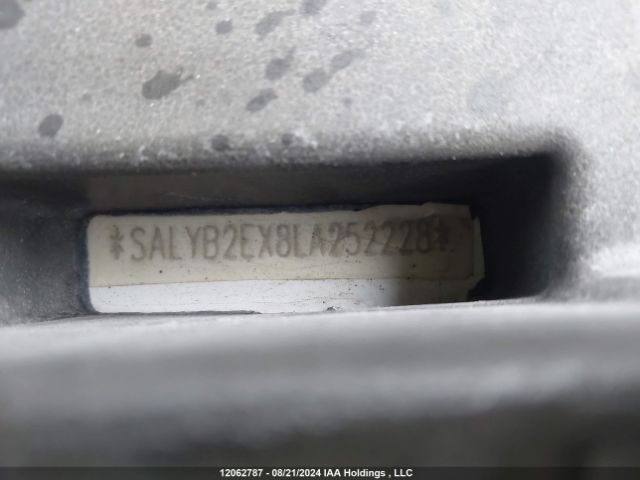 *SALYB2EX8LA252228*
12062787 - 08/21/2024 IAA Holdings , LLC